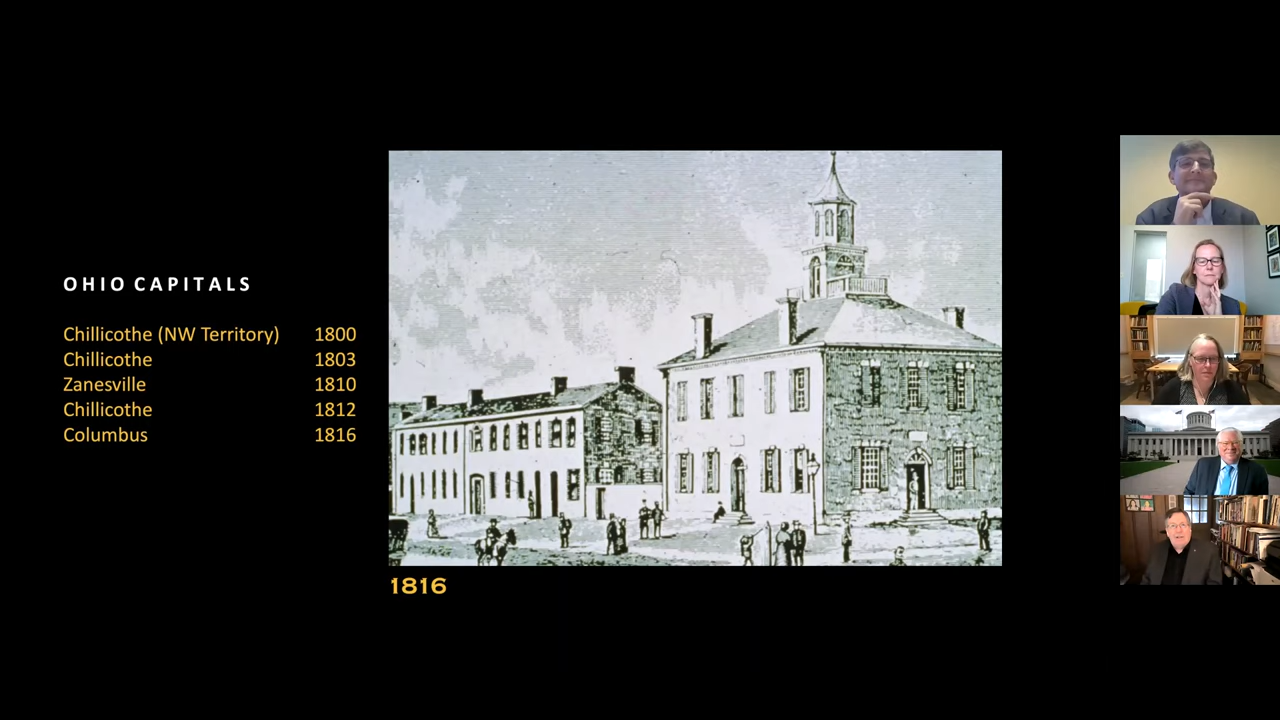 OHIO CAPITALS
Chillicothe (NW Territory) 1800
Chillicothe 1803
Zanesville 1810
Chillicothe 1812
Columbus 1816
1816